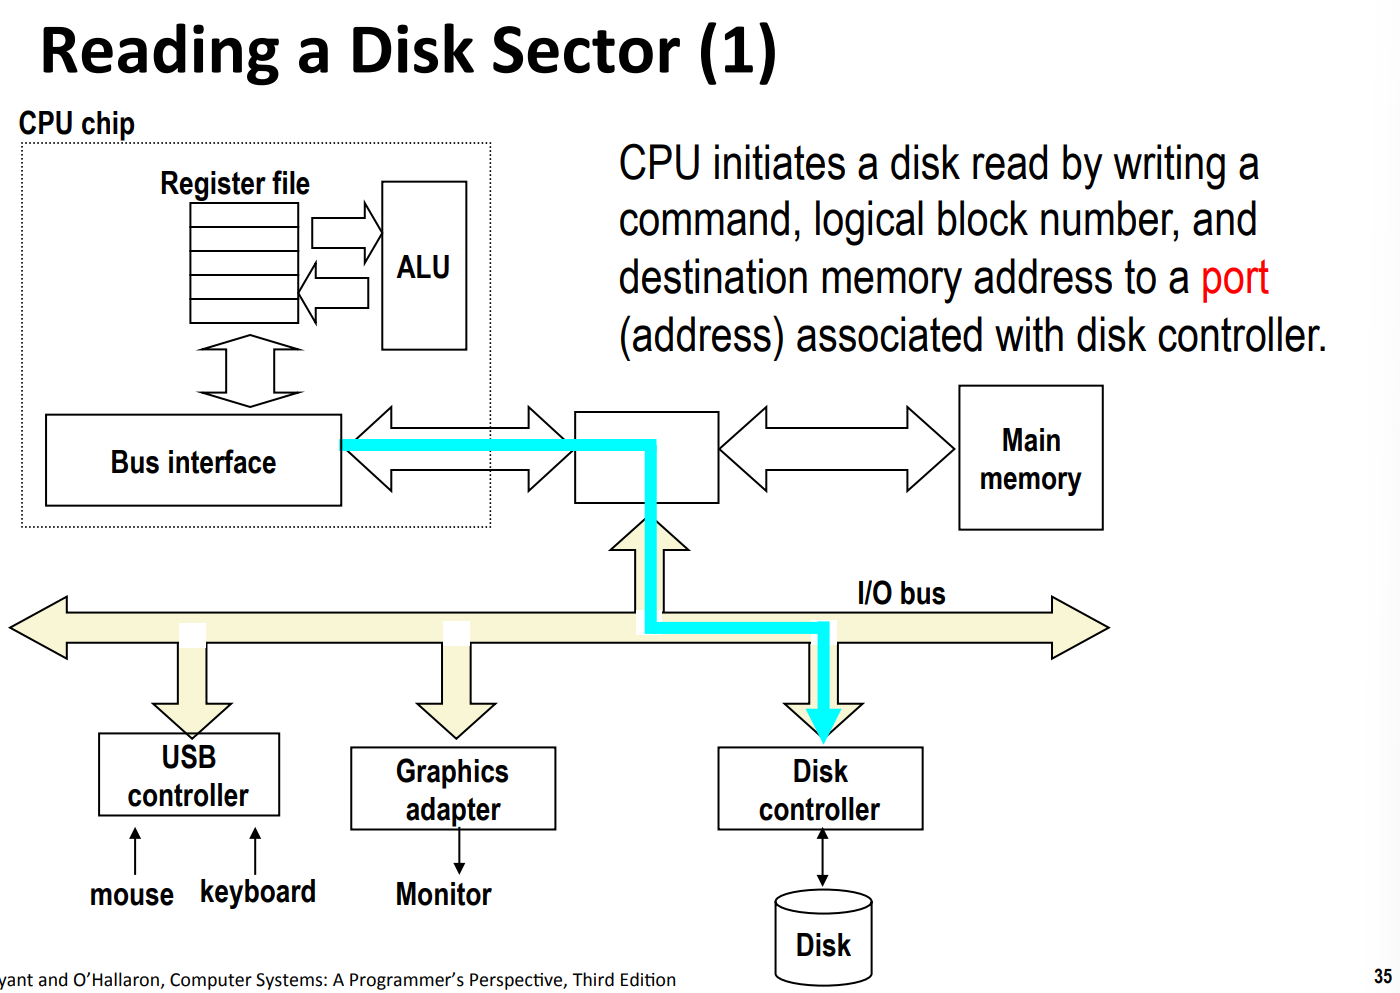 Reading a Disk Sector (1)
CPU chip
Register file
ALU
CPU initiates a disk read by writing a
command, logical block number, and
destination memory address to a port
(address) associated with disk controller.
Bus interface
Main
memory
I/O bus
USB
controller
Graphics
adapter
Disk
controller
mouse
keyboard
Monitor
Disk
yant and O’Hallaron, Computer Systems: A Programmer’s Perspective, Third Edition
35